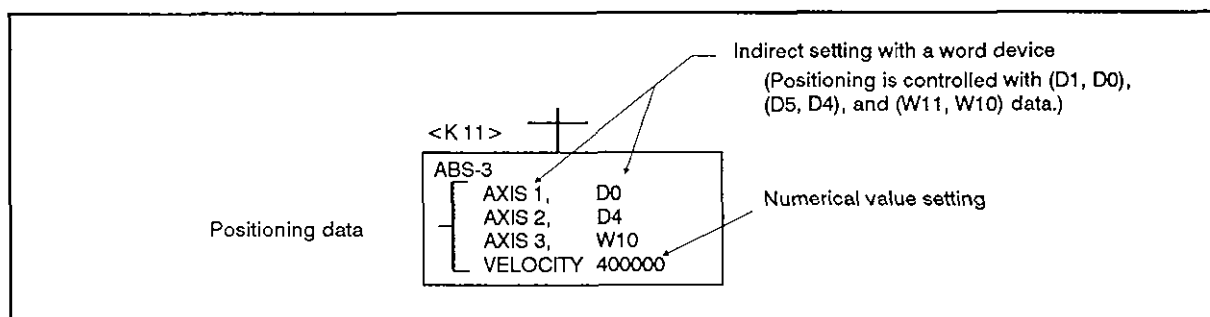 Indirect setting with a word device
(Positioning is controlled with (D1, D0),
(D5, D4), and (W11, W10) data.)
<K 11>
ABS-3
AXIS 1, D0
AXIS 2, D4
AXIS 3, W10
VELOCITY 400000
Positioning data
Numerical value setting